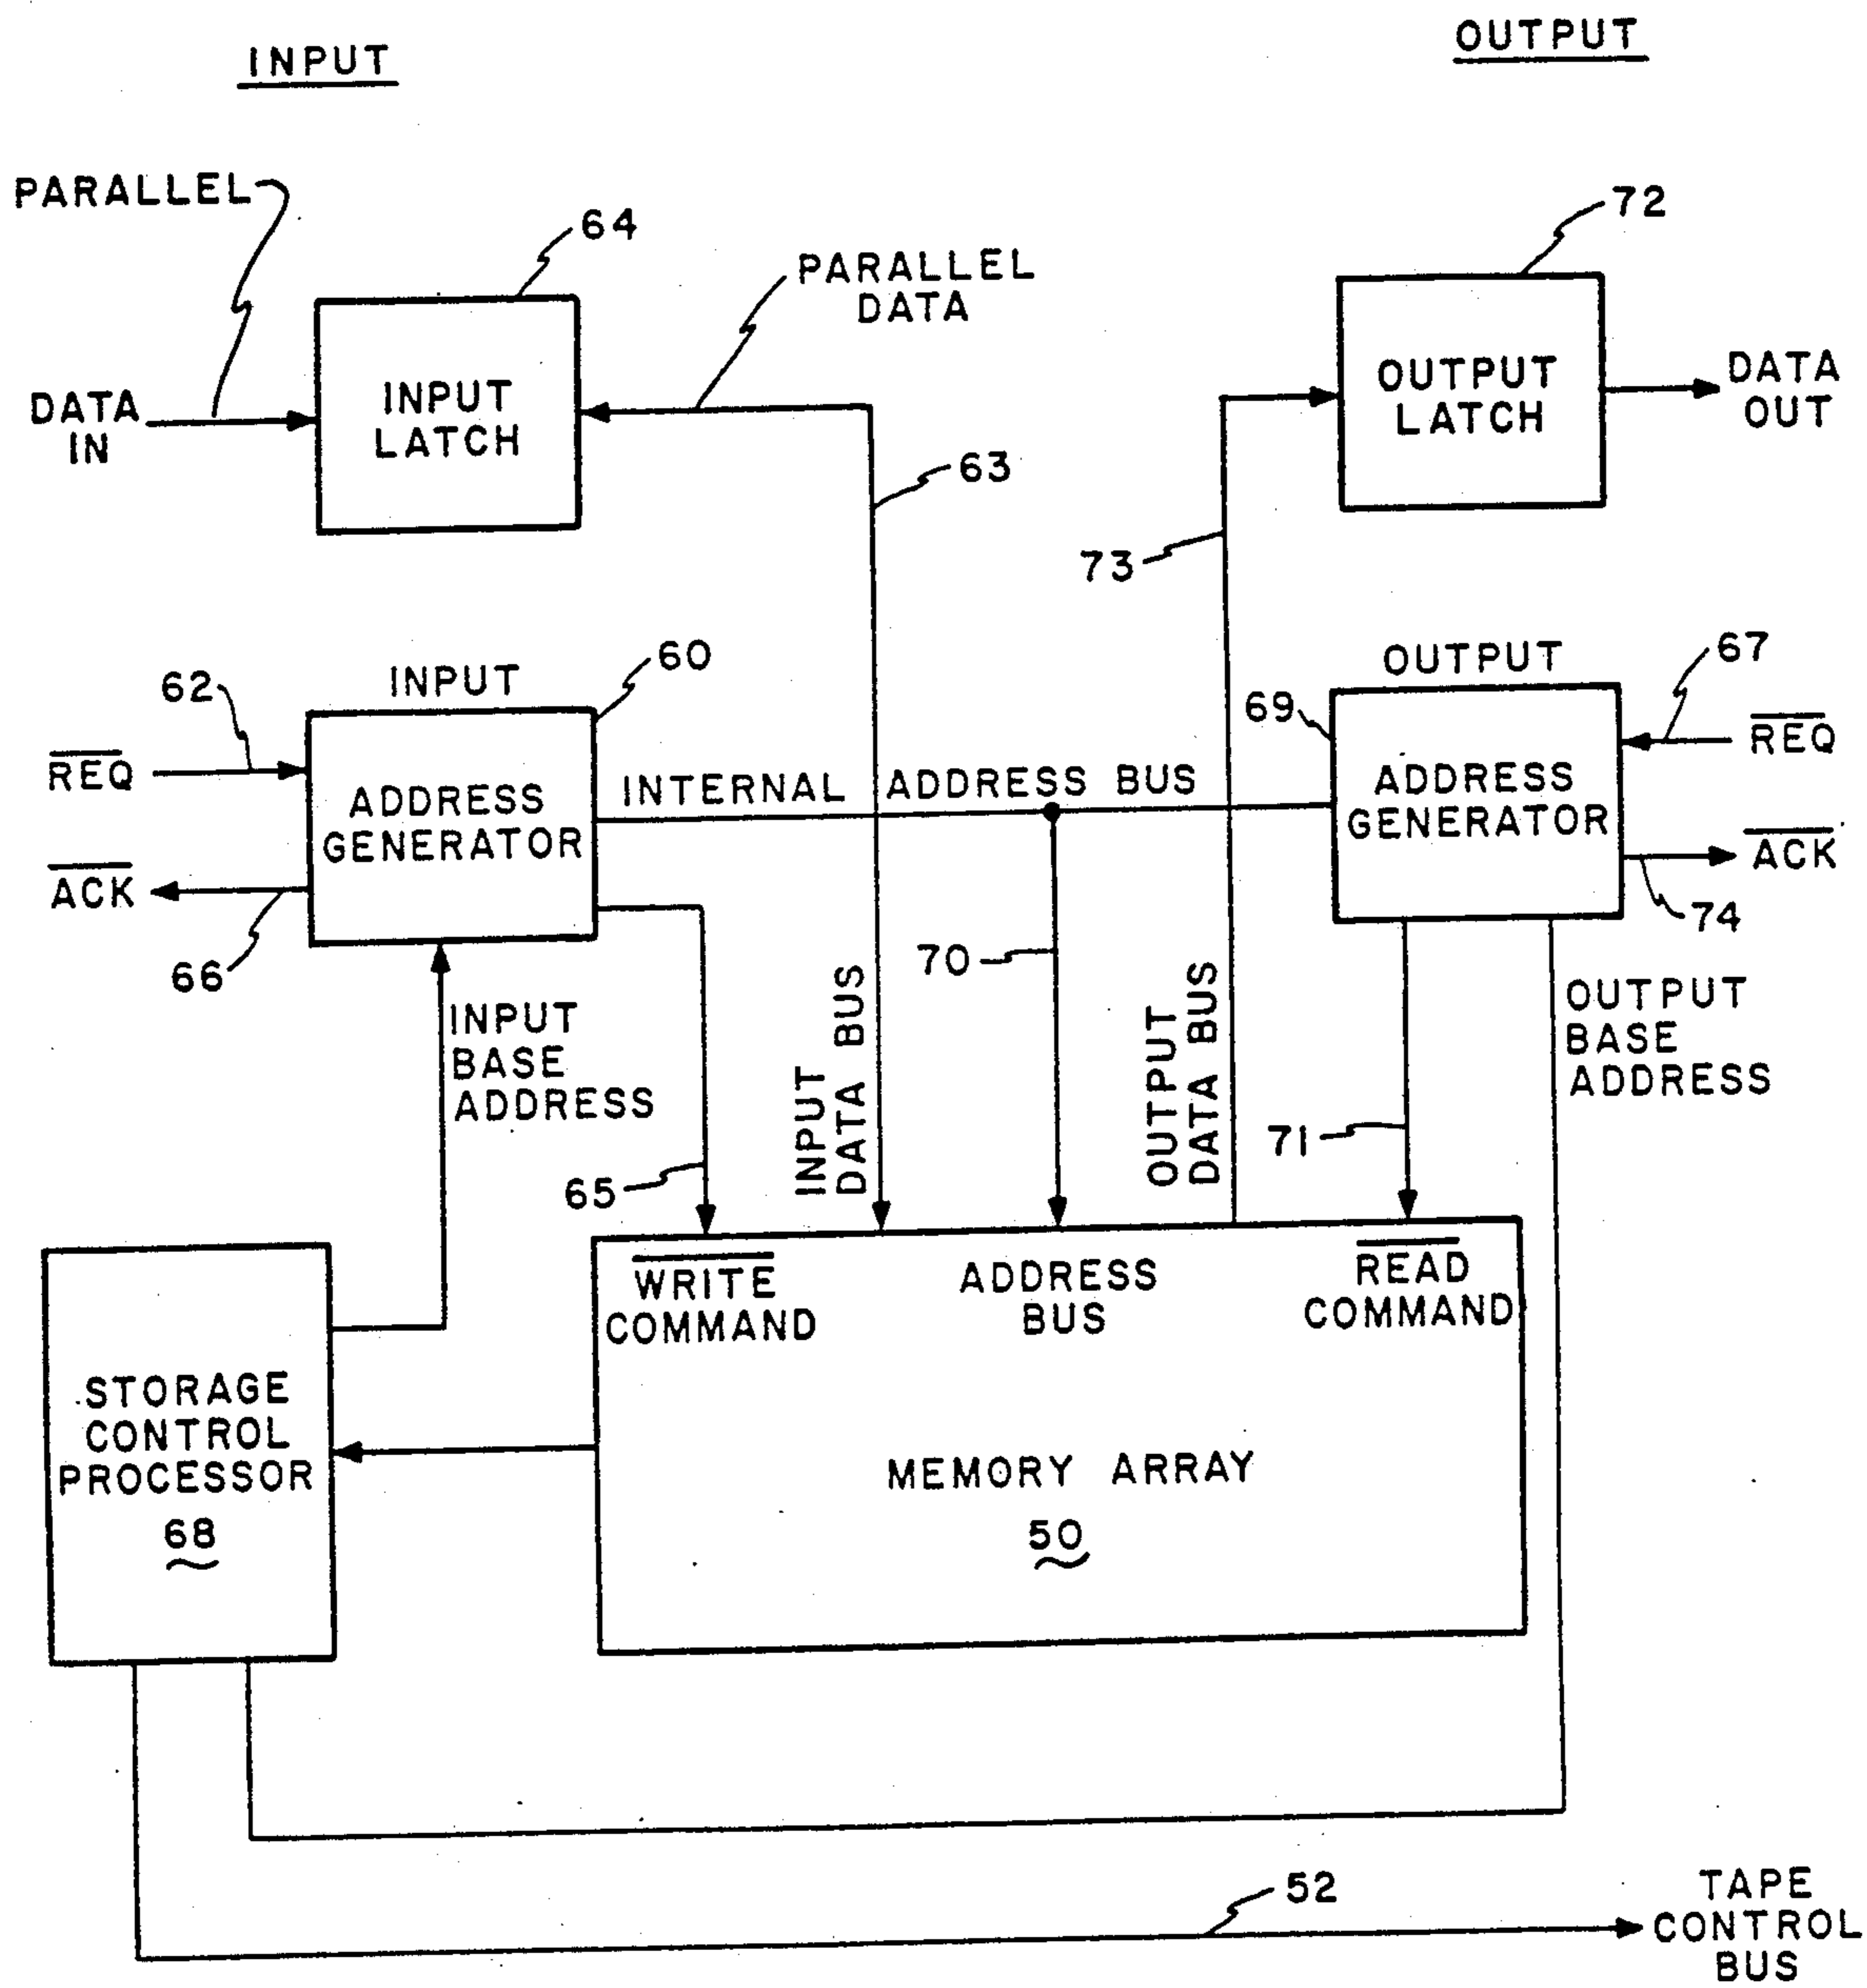 INPUT
OUTPUT
PARALLEL
64
72
PARALLEL
DATA
DATA
IN
INPUT
LATCH
OUTPUT
LATCH
DATA
OUT
63
73
62
INPUT
60
OUTPUT
67
69
REQ
REQ
INTERNAL ADDRESS BUS
ADDRESS
GENERATOR
ADDRESS
GENERATOR
ACK
ACK
66
70
74
INPUT
BASE
ADDRESS
INPUT
DATA BUS
OUTPUT
DATA BUS
OUTPUT
BASE
ADDRESS
65
71
WRITE
COMMAND
ADDRESS
BUS
READ
COMMAND
STORAGE
CONTROL
PROCESSOR
68
MEMORY ARRAY
50
52
TAPE
CONTROL
BUS